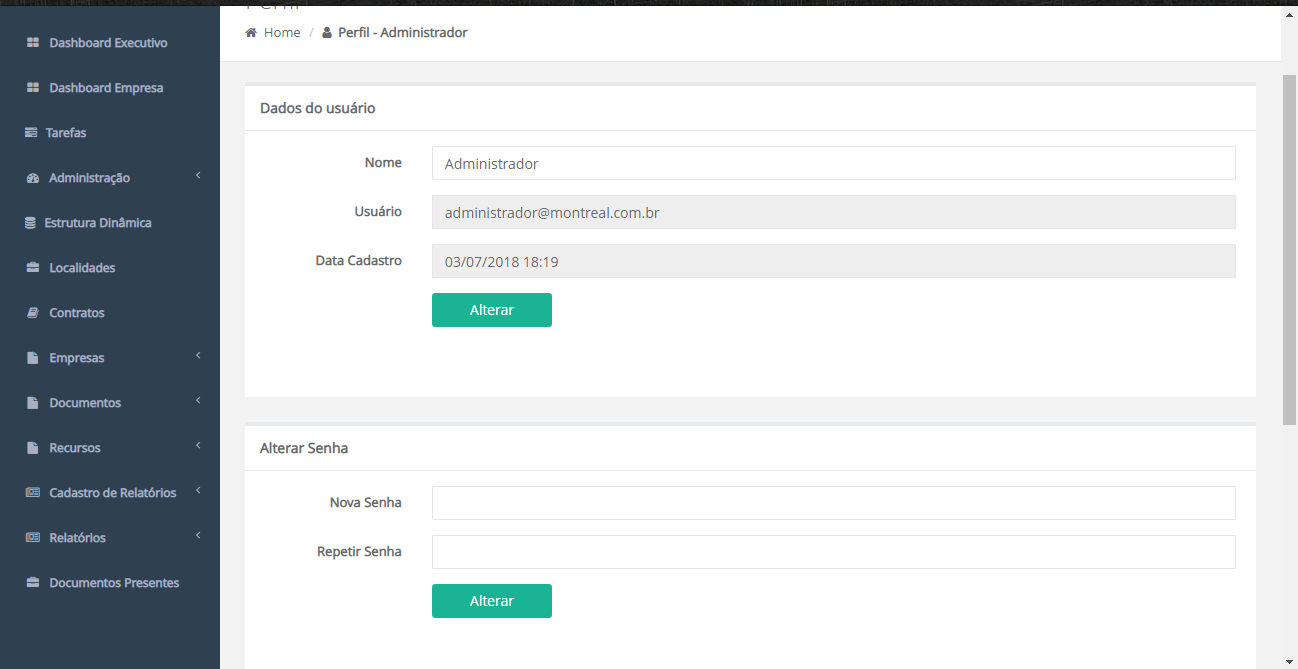 Dashboard Executivo
Dashboard Empresa
Tarefas
Administração
Estrutura Dinâmica
Localidades
Contratos
Empresas
Documentos
Recursos
Cadastro de Relatórios
Relatórios
Documentos Presentes
Home / Perfil - Administrador
Dados do usuário
Nome Administrador
Usuário administrador@montreal.com.br
Data Cadastro 03/07/2018 18:19
Alterar
Alterar Senha
Nova Senha
Repetir Senha
Alterar